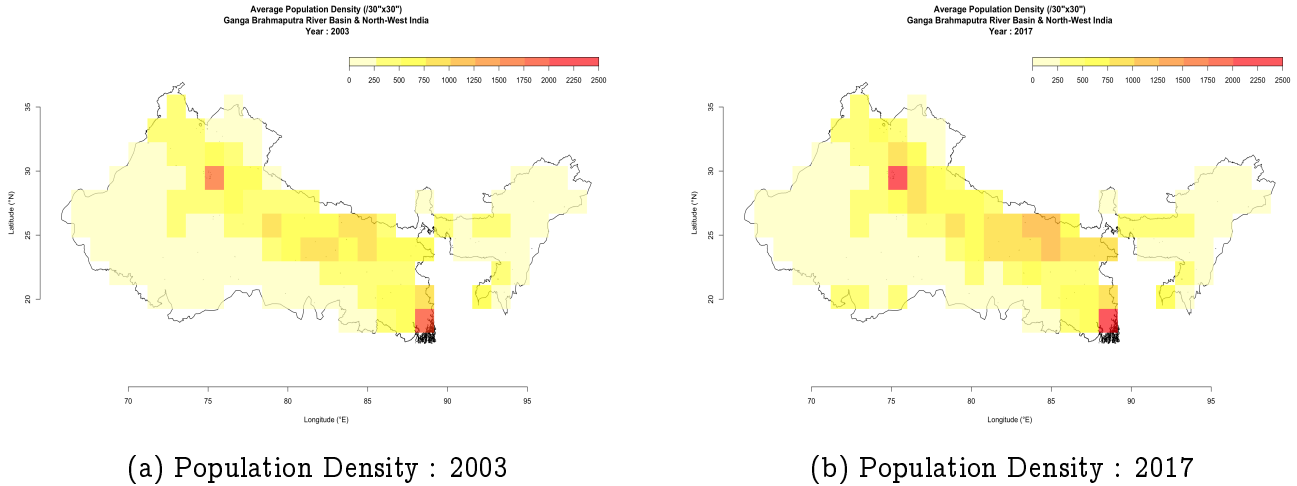 Average Population Density (/30"x30")
Ganga Brahmaputra River Basin & North-West India
Year : 2003
0 250 500 750 1000 1250 1500 1750 2000 2250 2500
35
30
25
20
Latitude (°N)
70 75 80 85 90 95
Longitude (°E)
(a) Population Density : 2003
Average Population Density (/30"x30")
Ganga Brahmaputra River Basin & North-West India
Year : 2017
0 250 500 750 1000 1250 1500 1750 2000 2250 2500
35
30
25
20
Latitude (°N)
70 75 80 85 90 95
Longitude (°E)
(b) Population Density : 2017